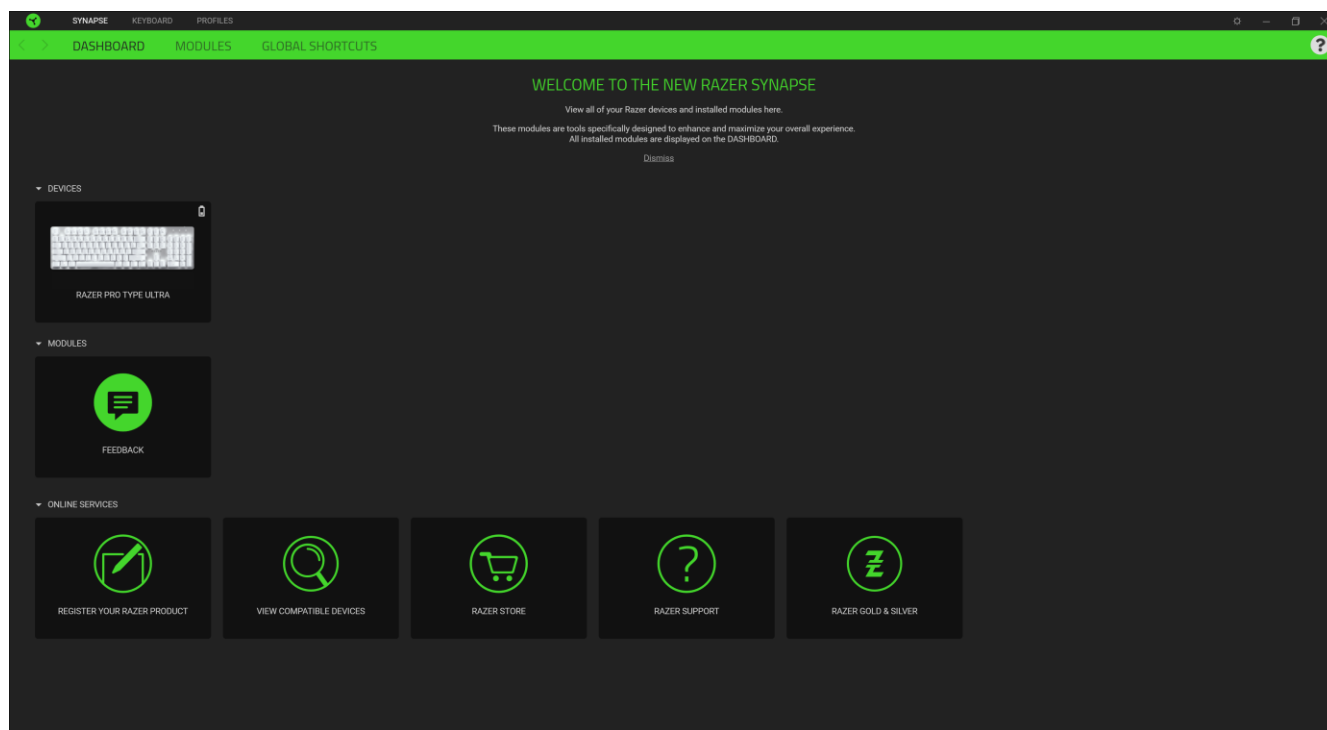 SYNAPSE KEYBOARD PROFILES
DASHBOARD MODULES GLOBAL SHORTCUTS
?
WELCOME TO THE NEW RAZER SYNAPSE
View all of your Razer devices and installed modules here.
These modules are tools specifically designed to enhance and maximize your overall experience.
All installed modules are displayed on the DASHBOARD.
Dismiss
DEVICES
RAZER PRO TYPE ULTRA
MODULES
FEEDBACK
ONLINE SERVICES
REGISTER YOUR RAZER PRODUCT
VIEW COMPATIBLE DEVICES
RAZER STORE
?
RAZER SUPPORT
RAZER GOLD & SILVER